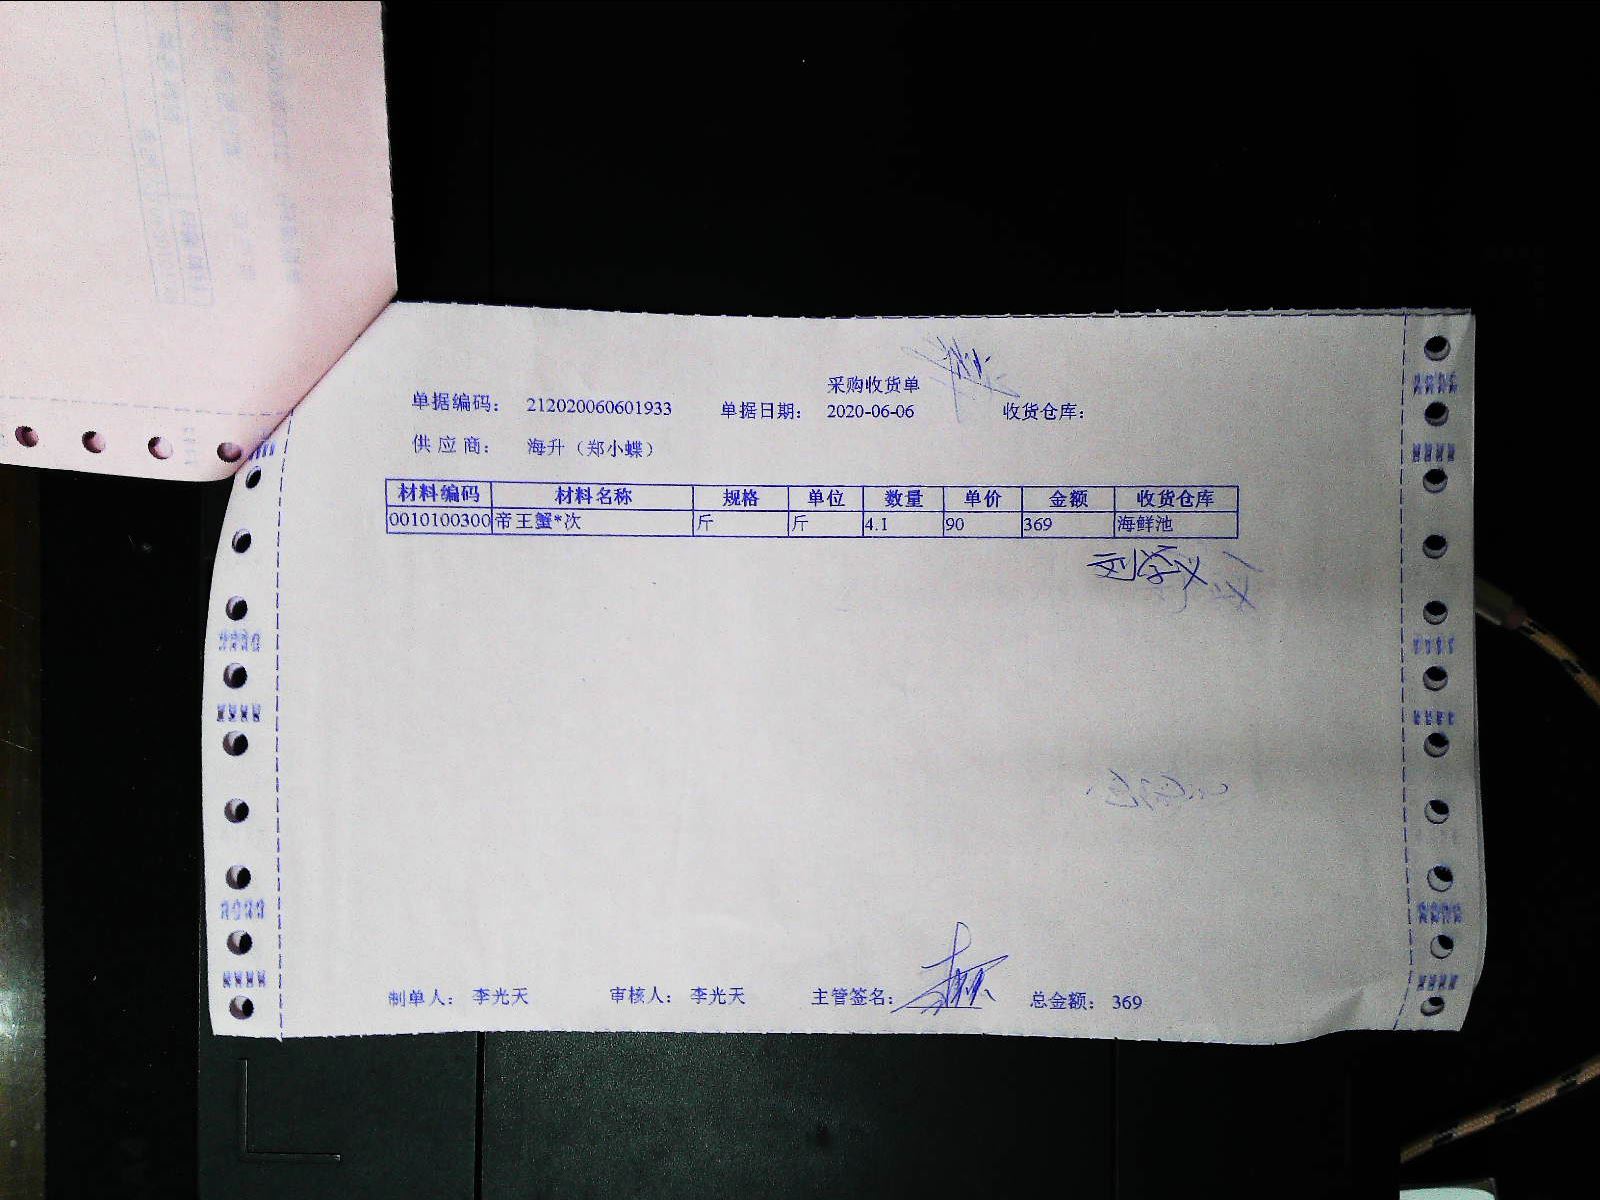 采购收货单
单据编码： 212020060601933 单据日期： 2020-06-06 收货仓库：
供 应 商： 海升（郑小蝶）
材料编码 材料名称 规格 单位 数量 单价 金额 收货仓库
0010100300 帝王蟹*次 斤 斤 4.1 90 369 海鲜池
刘学义
制单人： 李光天 审核人： 李光天 主管签名： 总金额： 369